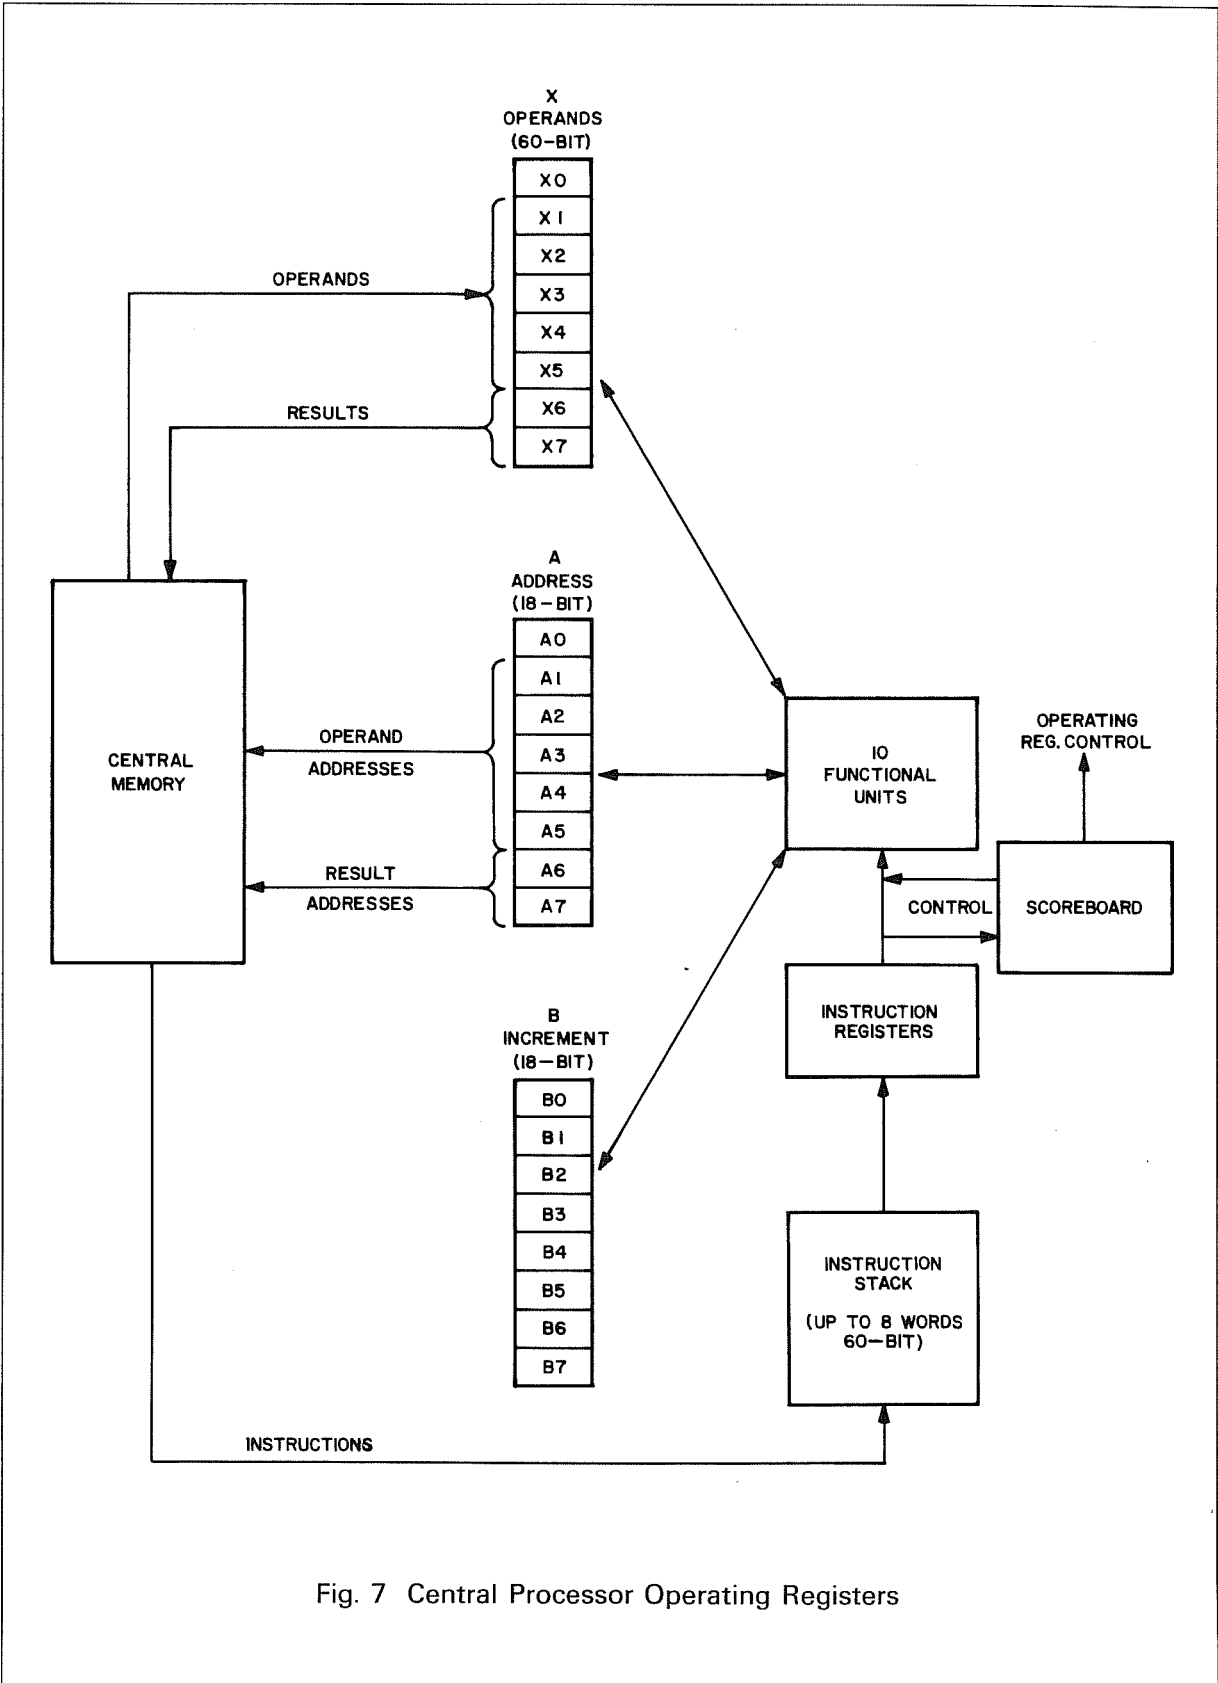 X
OPERANDS
(60-BIT)
X0
X1
X2
X3
X4
X5
X6
X7
OPERANDS
RESULTS
A
ADDRESS
(18-BIT)
A0
A1
A2
A3
A4
A5
A6
A7
CENTRAL
MEMORY
OPERAND
ADDRESSES
RESULT
ADDRESSES
10
FUNCTIONAL
UNITS
OPERATING
REG. CONTROL
CONTROL
SCOREBOARD
INSTRUCTION
REGISTERS
B
INCREMENT
(18-BIT)
B0
B1
B2
B3
B4
B5
B6
B7
INSTRUCTION
STACK
(UP TO 8 WORDS
60-BIT)
INSTRUCTIONS
Fig. 7 Central Processor Operating Registers